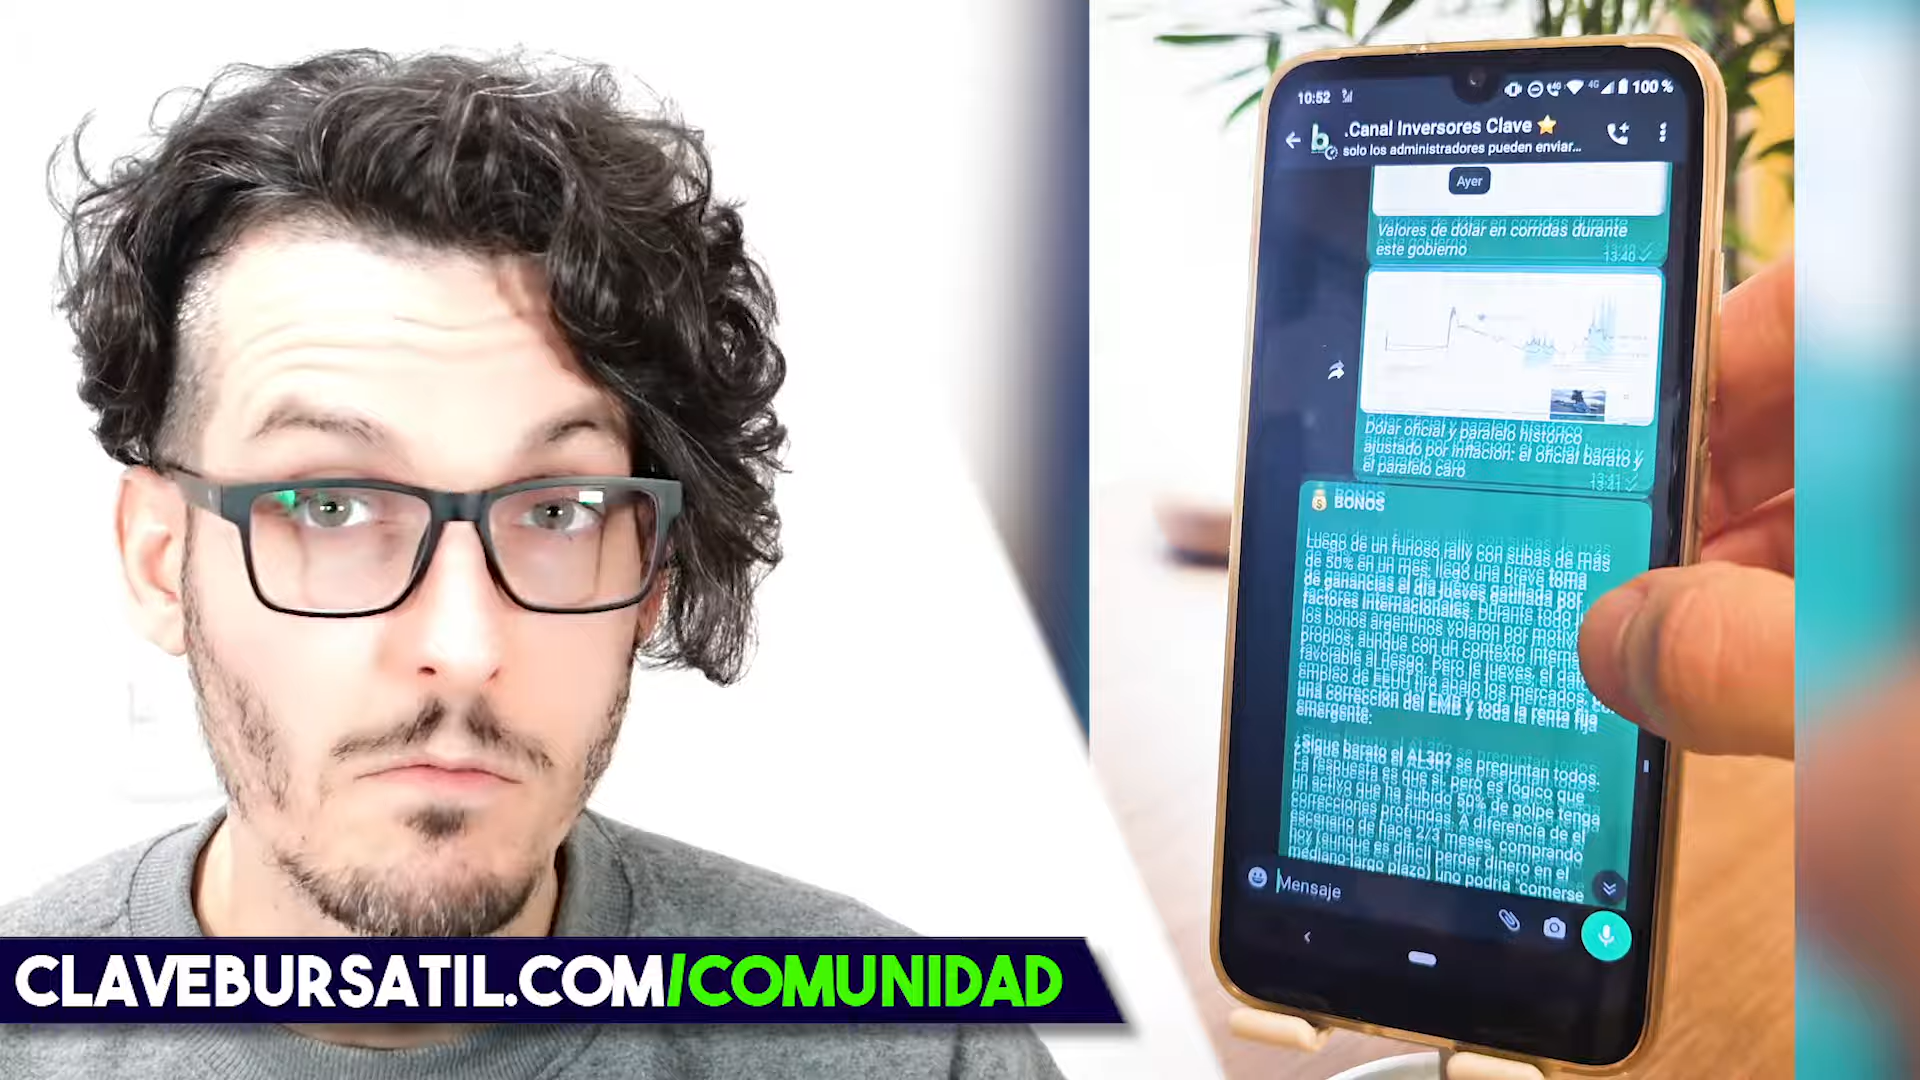 10:52
4G
100 %
.Canal Inversores Clave ⭐
solo los administradores pueden enviar...
Ayer
Valores de dólar en corridas durante
este gobierno
13:40
Dólar oficial y paralelo histórico
ajustado por inflación: el oficial barato y
el paralelo caro
13:41
💰 BONOS
Luego de un furioso rally con subas de más
de 50% en un mes, llegó una breve toma
de ganancias el día jueves gatillada por
factores internacionales. Durante todo
los bonos argentinos volaron por
propios, aunque con un contexto
favorable al riesgo. Pero le jueves, el
empleo de EEUU tiró abajo los mercados,
una corrección del EMB y toda la renta fija
emergente.
¿Sigue barato el AL30? se preguntan todos.
La respuesta es que si, pero es lógico que
un activo que ha subido 50% de golpe tenga
correcciones profundas. A diferencia de el
escenario de hace 2/3 meses, comprando
hoy (aunque es difícil perder dinero en el
mediano-largo plazo) uno podría "comerse
Mensaje
CLAVEBURSATIL.COM/COMUNIDAD